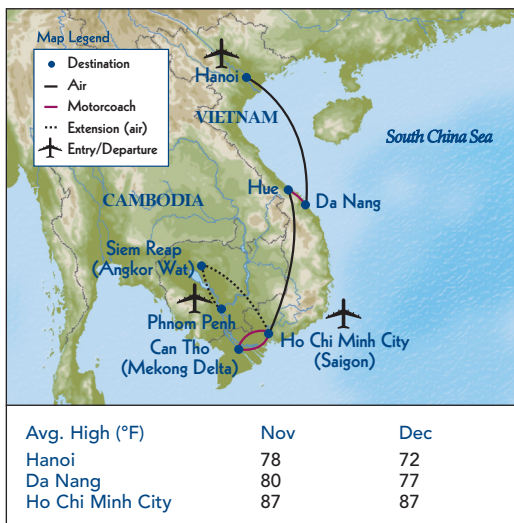 Map Legend
Destination
Air
Motorcoach
Extension (air)
Entry/Departure
Hanoi
VIETNAM
South China Sea
Hue
Da Nang
CAMBODIA
Siem Reap
(Angkor Wat)
Phnom Penh
Can Tho
(Mekong Delta)
Ho Chi Minh City
(Saigon)
Avg. High (°F) Nov Dec
Hanoi 78 72
Da Nang 80 77
Ho Chi Minh City 87 87